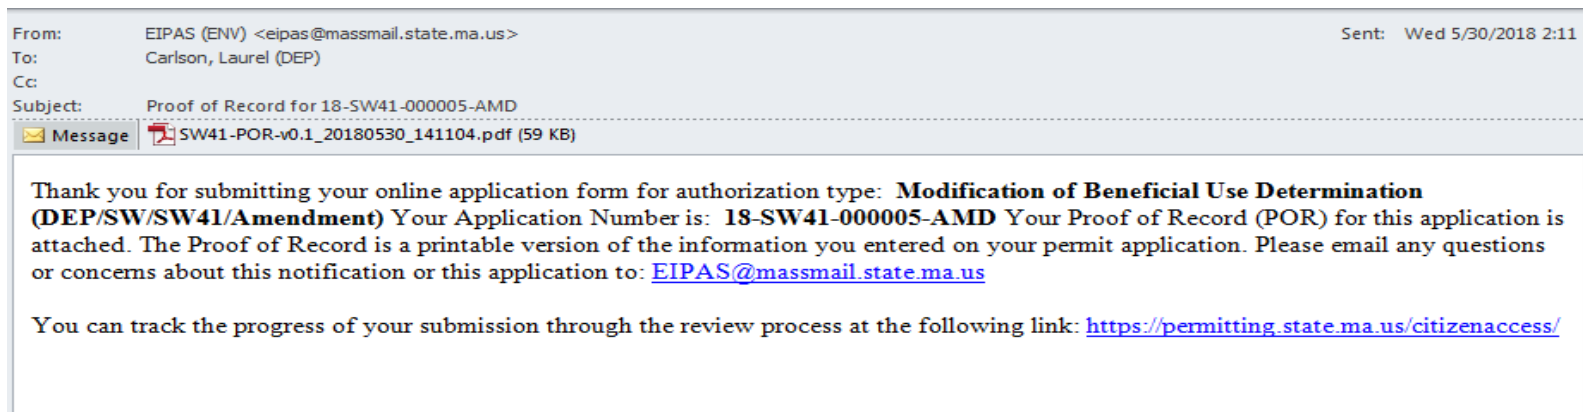 From: EIPAS (ENV) <eipas@massmail.state.ma.us> Sent: Wed 5/30/2018 2:11
To: Carlson, Laurel (DEP)
Cc:
Subject: Proof of Record for 18-SW41-000005-AMD
Message SW41-POR-v0.1_20180530_141104.pdf (59 KB)
Thank you for submitting your online application form for authorization type: Modification of Beneficial Use Determination
(DEP/SW/SW41/Amendment) Your Application Number is: 18-SW41-000005-AMD Your Proof of Record (POR) for this application is
attached. The Proof of Record is a printable version of the information you entered on your permit application. Please email any questions
or concerns about this notification or this application to: EIPAS@massmail.state.ma.us
You can track the progress of your submission through the review process at the following link: https://permitting.state.ma.us/citizenaccess/